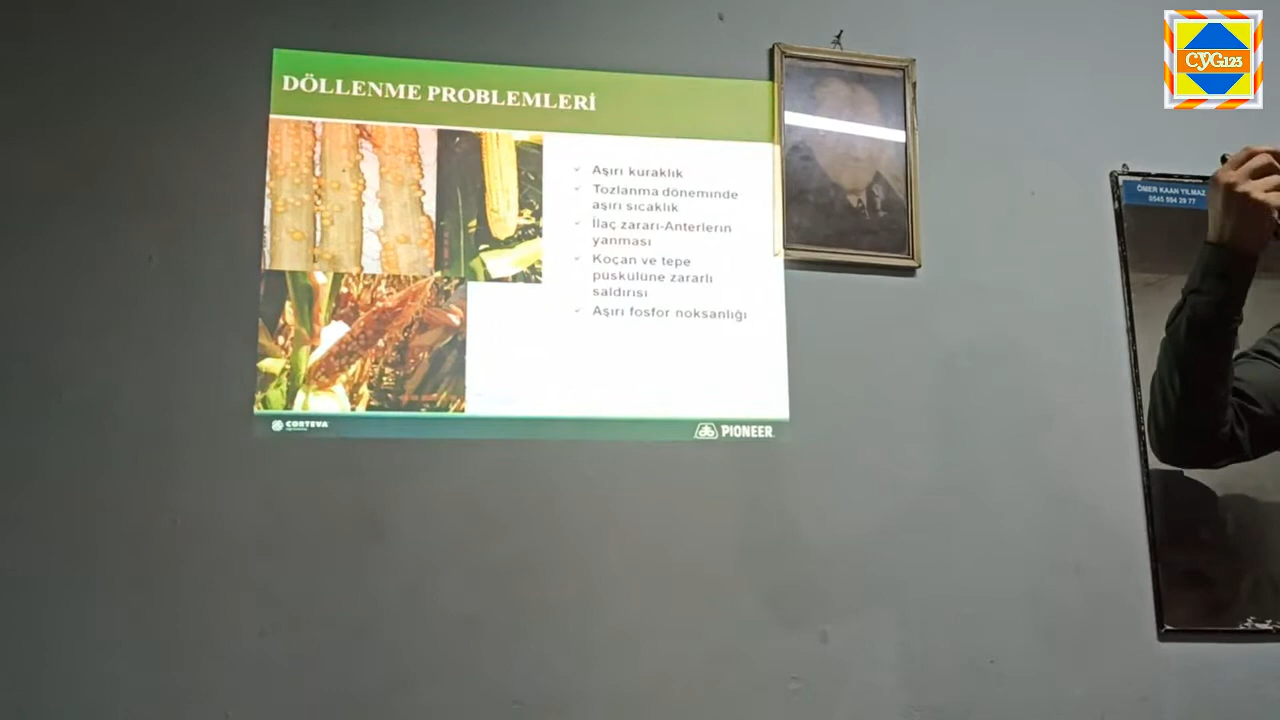 DÖLLENME PROBLEMLERİ
Aşırı kuraklık
Tozlanma döneminde
aşırı sıcaklık
İlaç zararı-Anterlerin
yanması
Koçan ve tepe
püskülüne zararlı
saldırısı
Aşırı fosfor noksanlığı
CORTEVA
PIONEER
CYG123
ÖMER KAAN YILMAZ
0545 594 29 77